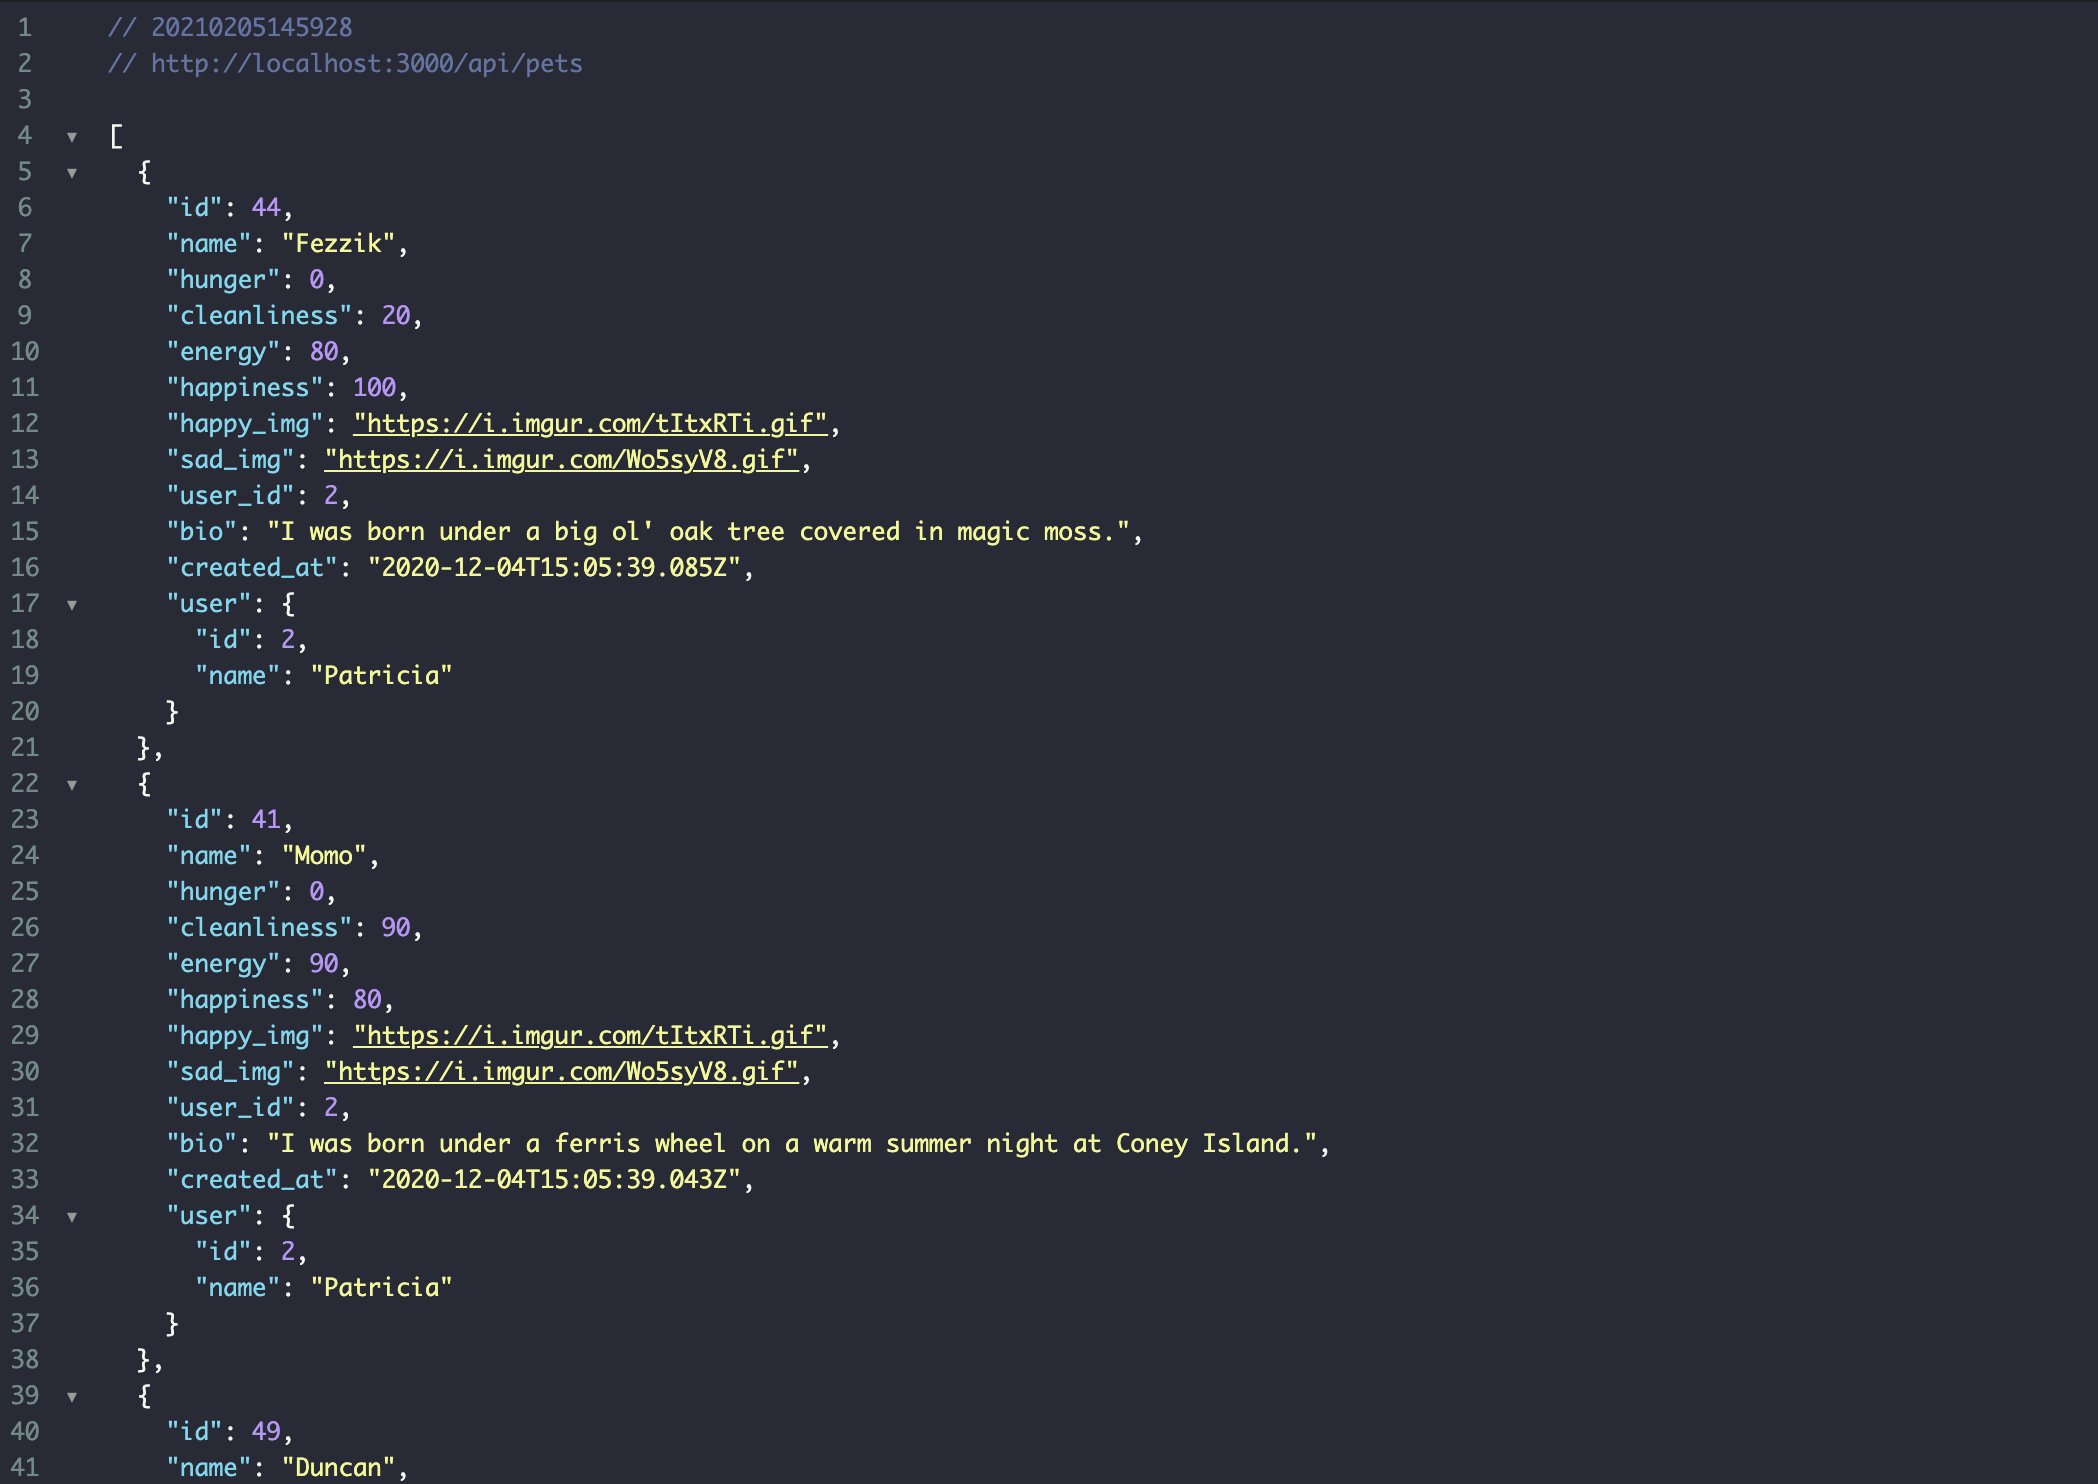 1 // 20210205145928
2 // http://localhost:3000/api/pets
3
4 ▼ [
5 ▼ {
6 "id": 44,
7 "name": "Fezzik",
8 "hunger": 0,
9 "cleanliness": 20,
10 "energy": 80,
11 "happiness": 100,
12 "happy_img": "https://i.imgur.com/tItxRTi.gif",
13 "sad_img": "https://i.imgur.com/Wo5syV8.gif",
14 "user_id": 2,
15 "bio": "I was born under a big ol' oak tree covered in magic moss.",
16 "created_at": "2020-12-04T15:05:39.085Z",
17 ▼ "user": {
18 "id": 2,
19 "name": "Patricia"
20 }
21 },
22 ▼ {
23 "id": 41,
24 "name": "Momo",
25 "hunger": 0,
26 "cleanliness": 90,
27 "energy": 90,
28 "happiness": 80,
29 "happy_img": "https://i.imgur.com/tItxRTi.gif",
30 "sad_img": "https://i.imgur.com/Wo5syV8.gif",
31 "user_id": 2,
32 "bio": "I was born under a ferris wheel on a warm summer night at Coney Island.",
33 "created_at": "2020-12-04T15:05:39.043Z",
34 ▼ "user": {
35 "id": 2,
36 "name": "Patricia"
37 }
38 },
39 ▼ {
40 "id": 49,
41 "name": "Duncan",